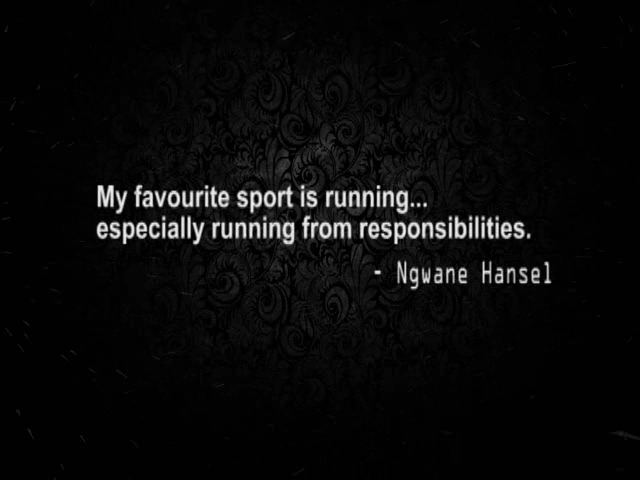 My favourite sport is running...
especially running from responsibilities.
- Ngwane Hansel